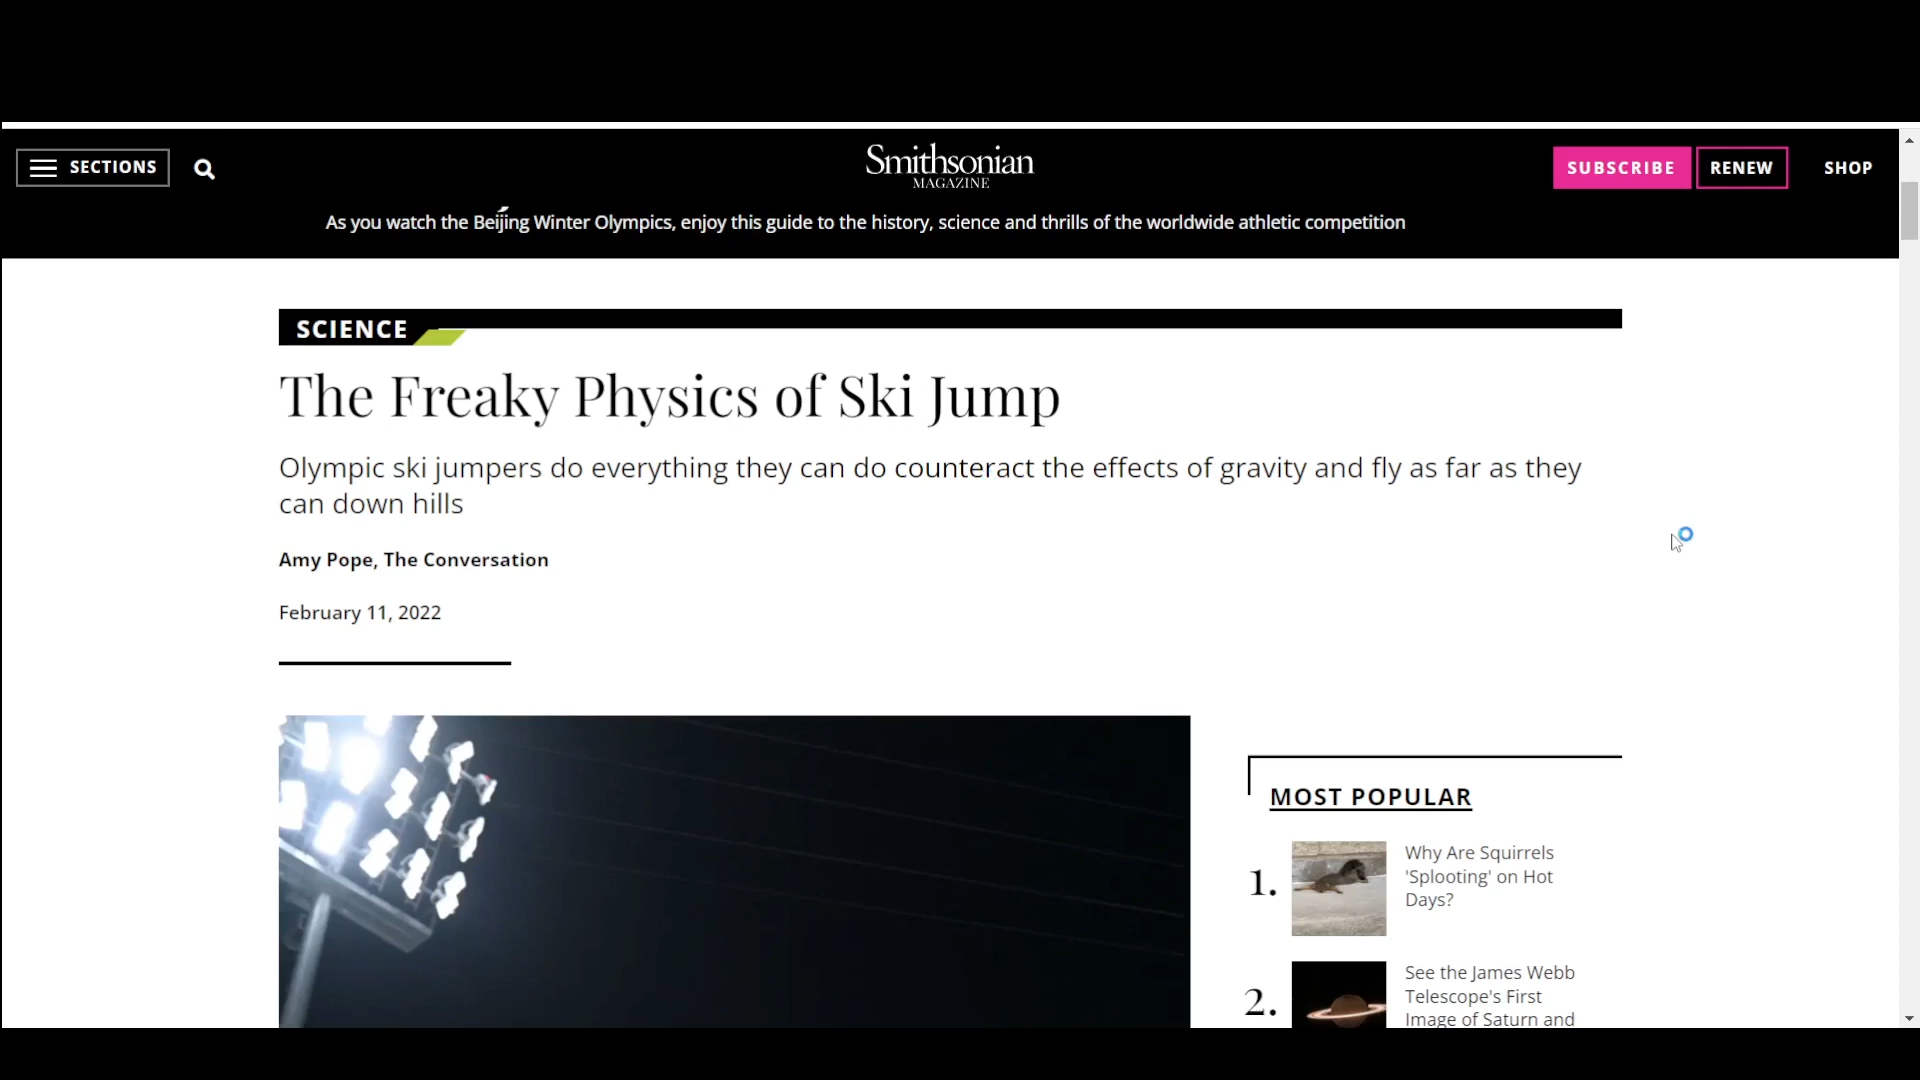 SECTIONS
Smithsonian
MAGAZINE
SUBSCRIBE
RENEW
SHOP
As you watch the Beijing Winter Olympics, enjoy this guide to the history, science and thrills of the worldwide athletic competition
SCIENCE
The Freaky Physics of Ski Jump
Olympic ski jumpers do everything they can do counteract the effects of gravity and fly as far as they
can down hills
Amy Pope, The Conversation
February 11, 2022
MOST POPULAR
1.
Why Are Squirrels
'Splooting' on Hot
Days?
2.
See the James Webb
Telescope's First
Image of Saturn and